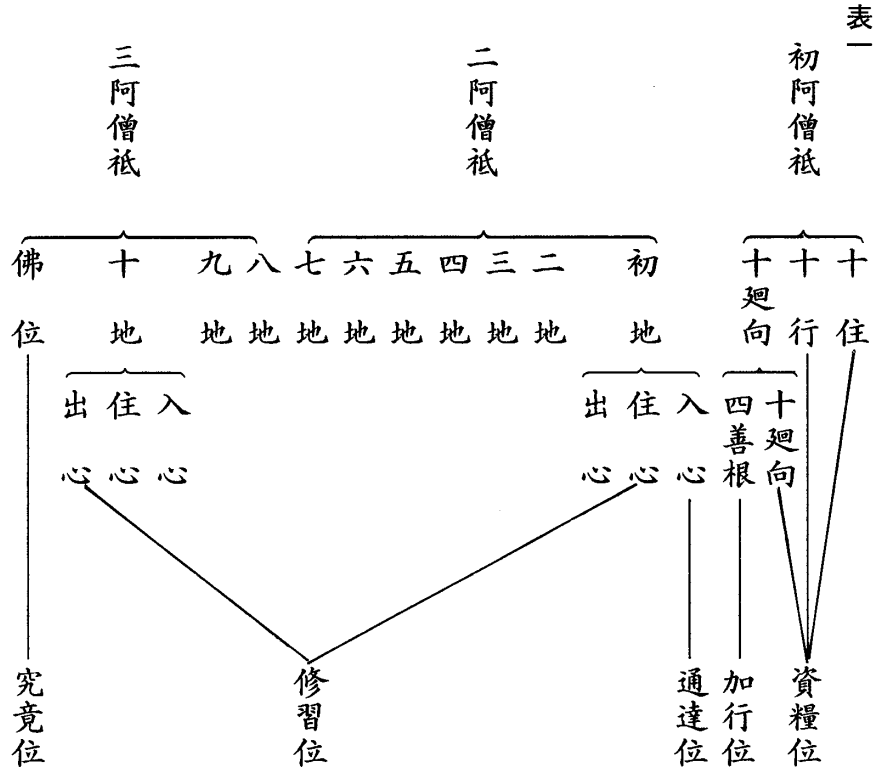 表一
初阿僧祇
二阿僧祇
三阿僧祇
十住
十行
十廻向
初地
二地
三地
四地
五地
六地
七地
八地
九地
十地
佛位
十廻向
四善根
入心
住心
出心
入心
住心
出心
資糧位
加行位
通達位
修習位
究竟位